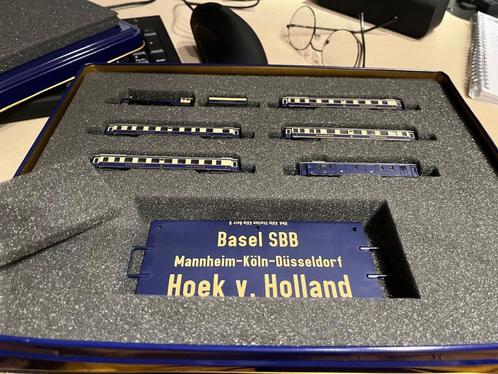 Basel SBB
Mannheim-Köln-Düsseldorf
Hoek v. Holland